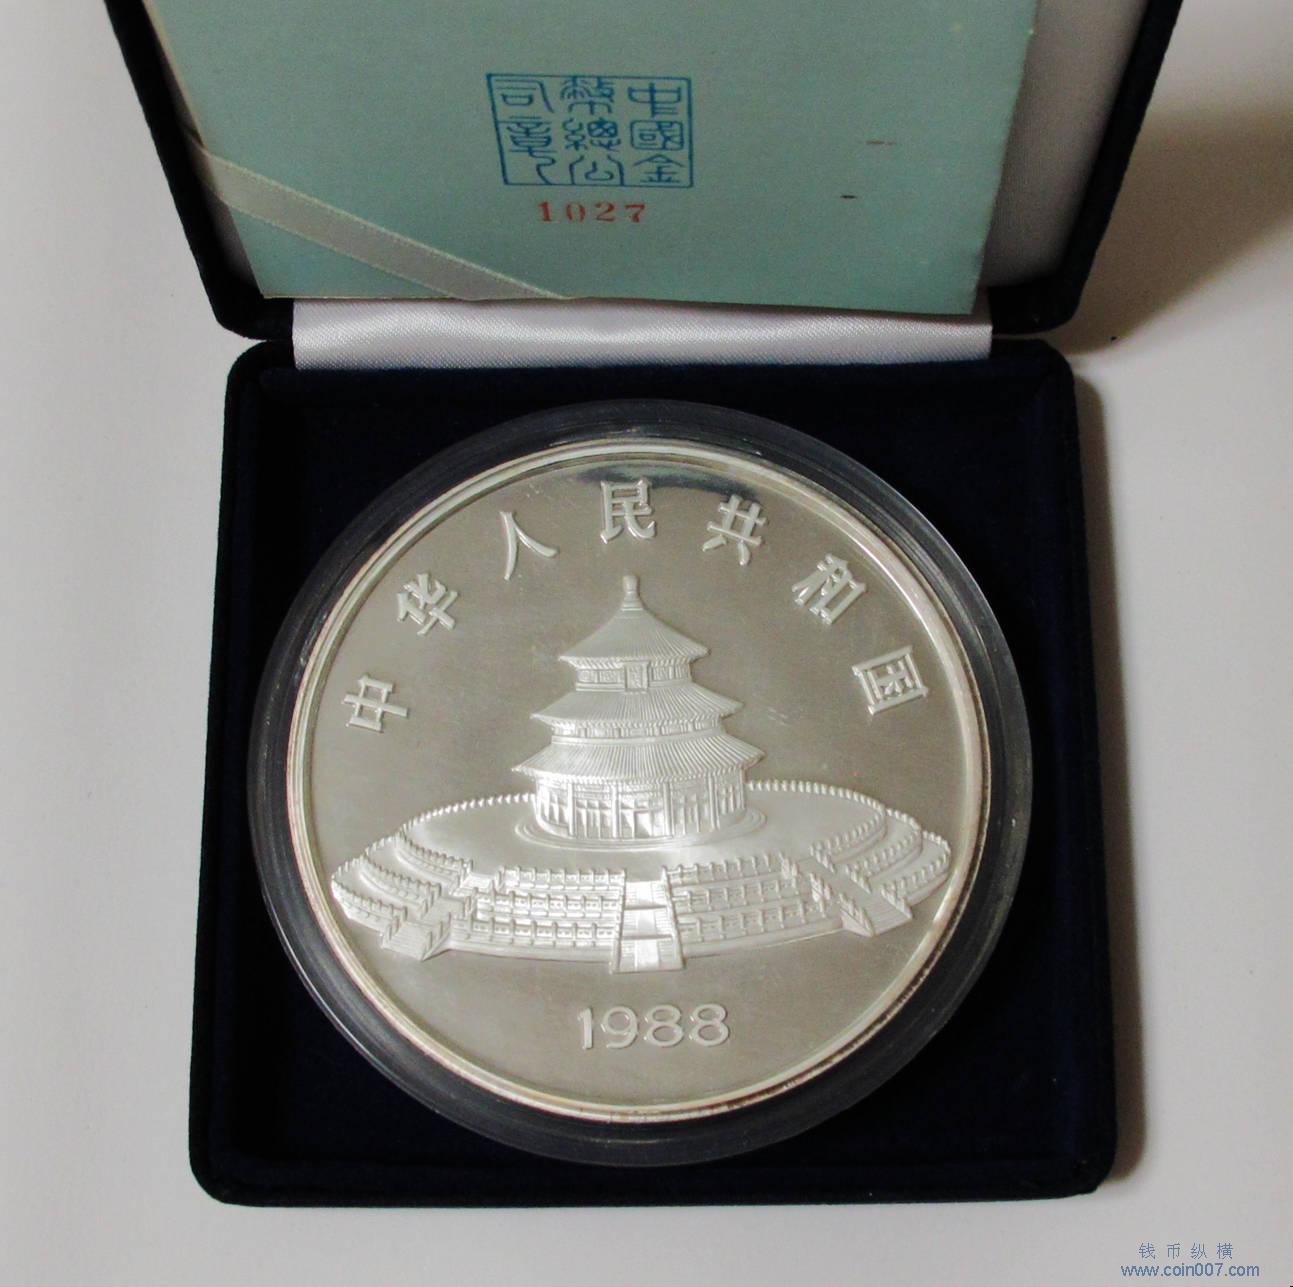 中國金
幣總公
司章
1027
中华人民共和国
1988
钱币纵横
www.coin007.com